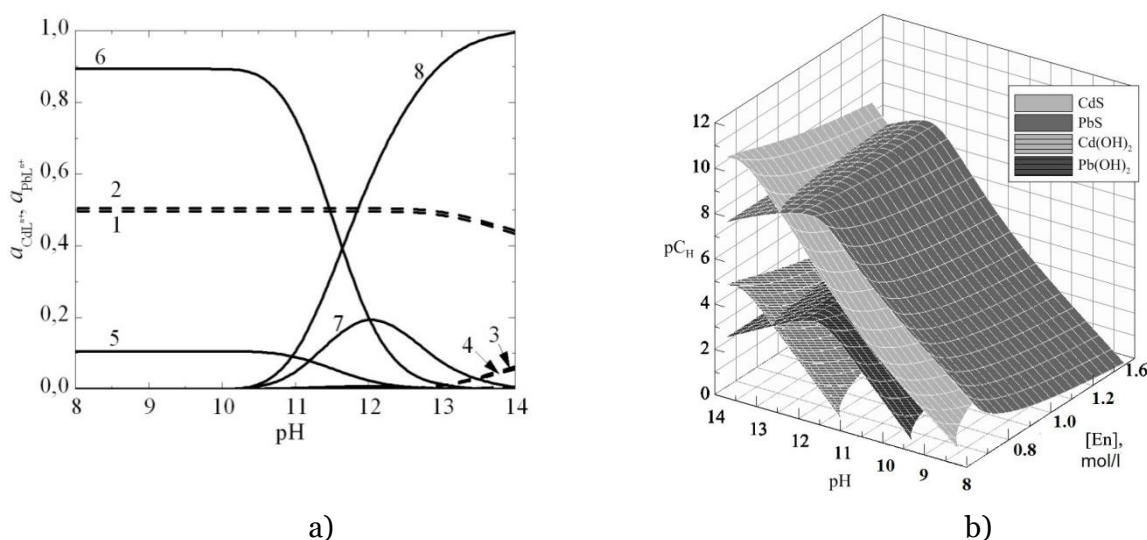 1,0
0,8
0,6
0,4
0,2
0,0
8 9 10 11 12 13 14
pH
a_CdL^n+, a_PbL^n+
6
8
2
1
7
5
4
3
a)
12
10
8
6
4
2
0
pC_H
14 13 12 11 10 9 8
pH
0.8 1.0 1.2 1.6
[En],
mol/l
CdS
PbS
Cd(OH)₂
Pb(OH)₂
b)